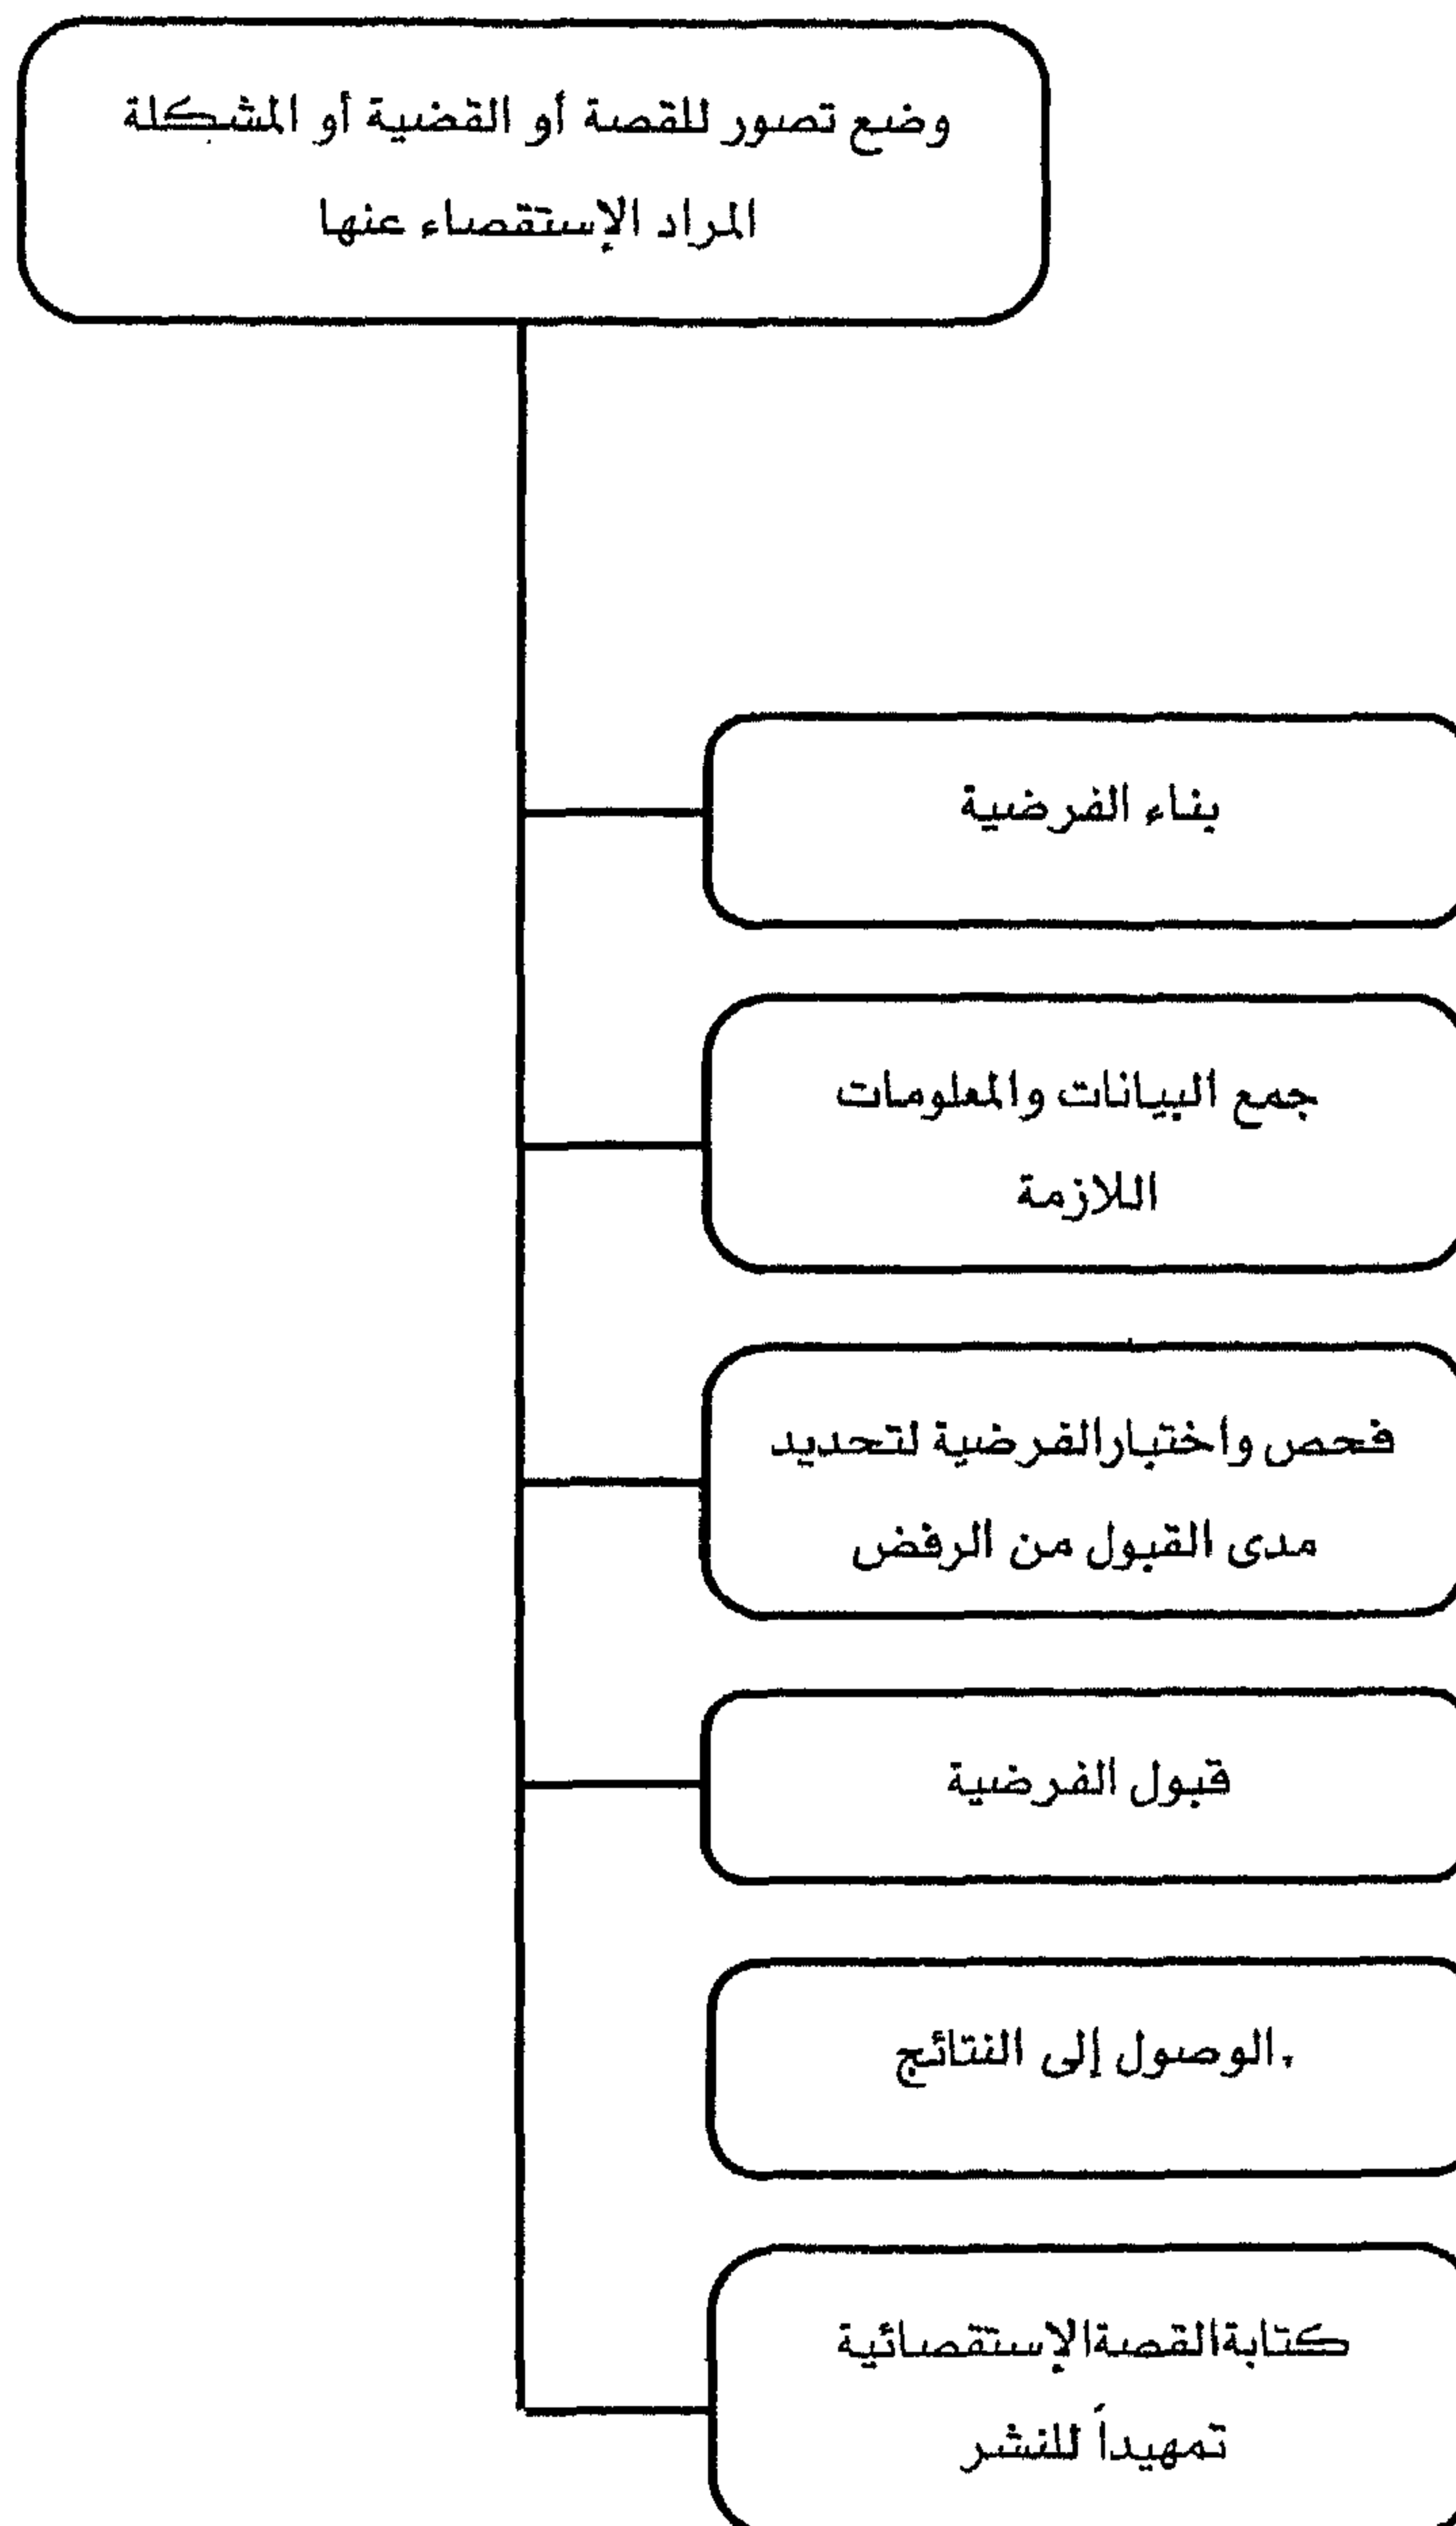 وضع تصور للقصة أو القضية أو المشكلة
المراد الإستقصاء عنها
بناء الفرضية
جمع البيانات والمعلومات
اللازمة
فحص واختبارالفرضية لتحديد
مدى القبول من الرفض
قبول الفرضية
الوصول إلى النتائج
كتابةالقصةالإستقصائية
تمهيداً للنشر